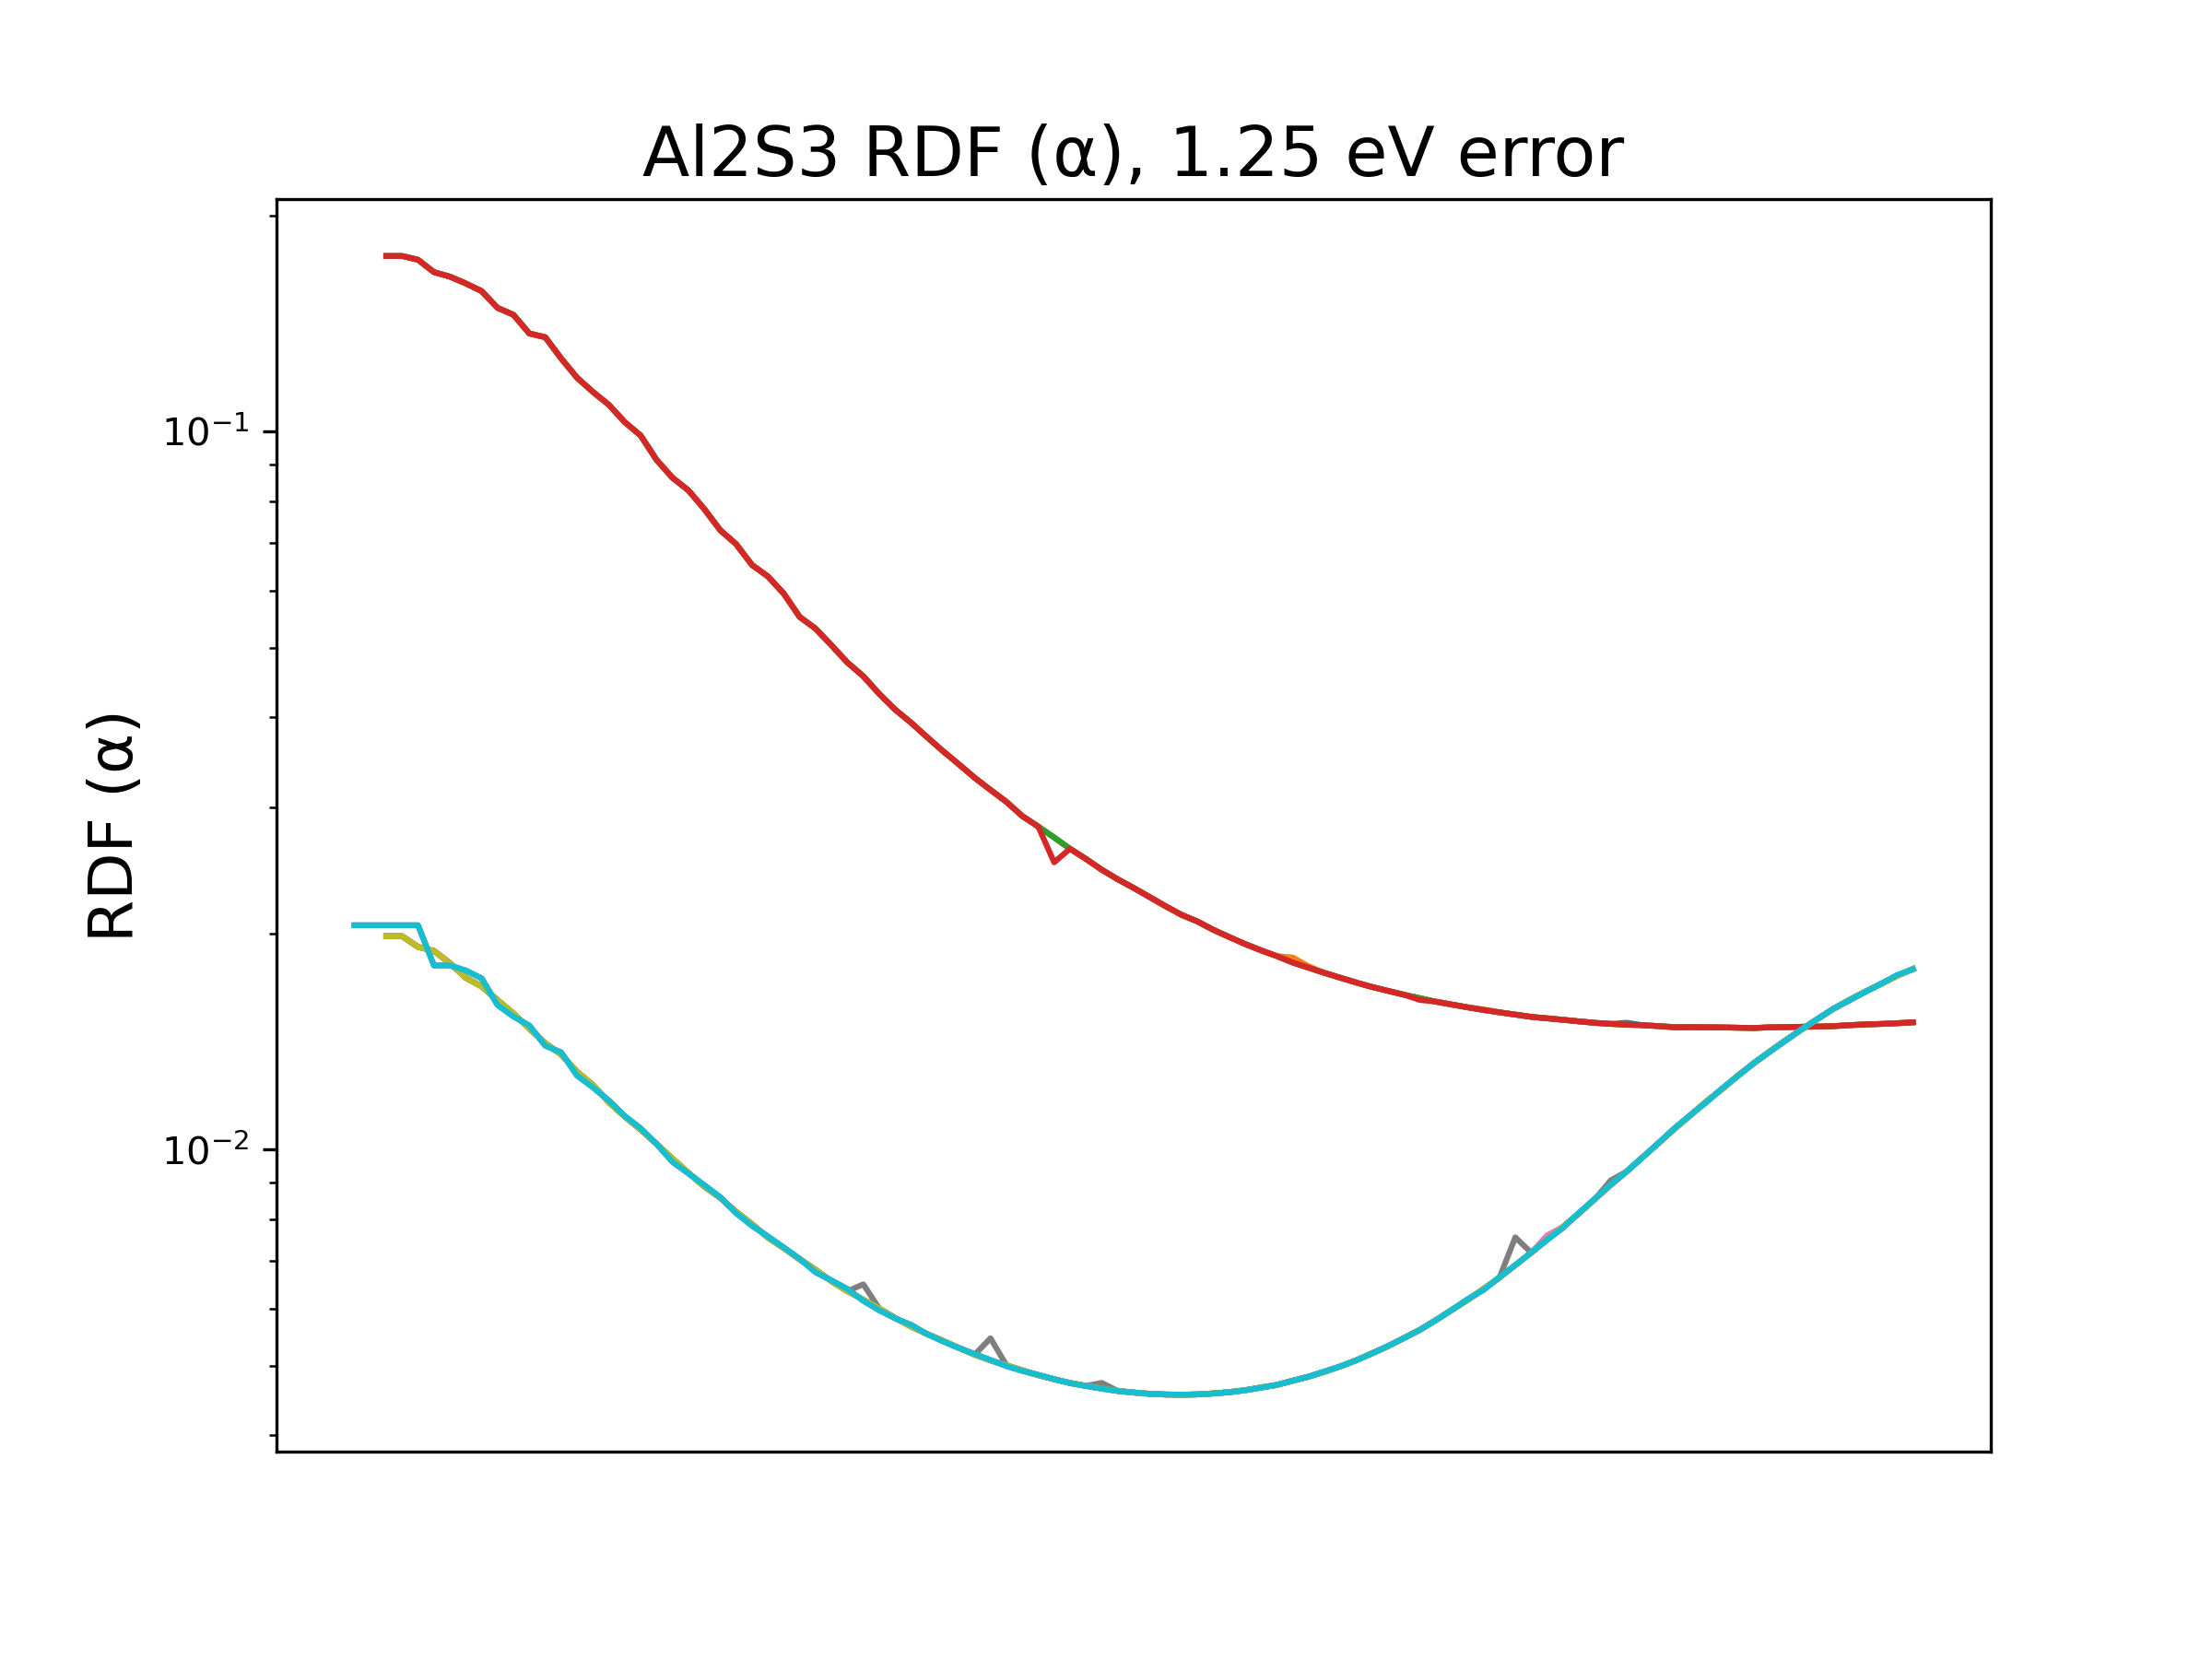 Al2S3 RDF (α), 1.25 eV error
RDF (α)
10⁻¹
10⁻²